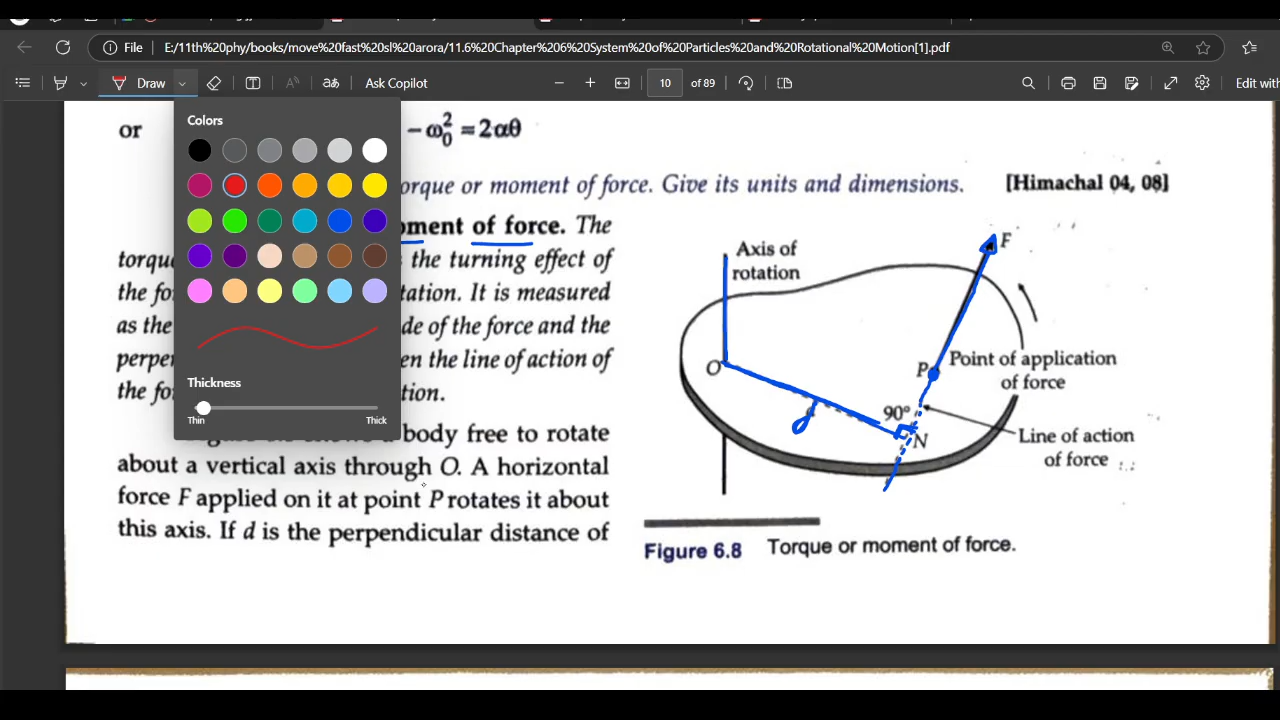 File
E:/11th%20phy/books/move%20fast%20sl%20arora/11.6%20Chapter%206%20System%20of%20Particles%20and%20Rotational%20Motion[1].pdf
Draw
Ask Copilot
10 of 89
Edit with
Colors
Thickness
Thin Thick
or − ω₀² = 2αθ
orque or moment of force. Give its units and dimensions. [Himachal 04, 08]
oment of force. The
torqu the turning effect of
the fo tation. It is measured
as the de of the force and the
perpe en the line of action of
the fo tion.
body free to rotate
about a vertical axis through O. A horizontal
force F applied on it at point P rotates it about
this axis. If d is the perpendicular distance of
Axis of
rotation
F
O
P
Point of application
of force
90°
d
N
Line of action
of force
Figure 6.8 Torque or moment of force.